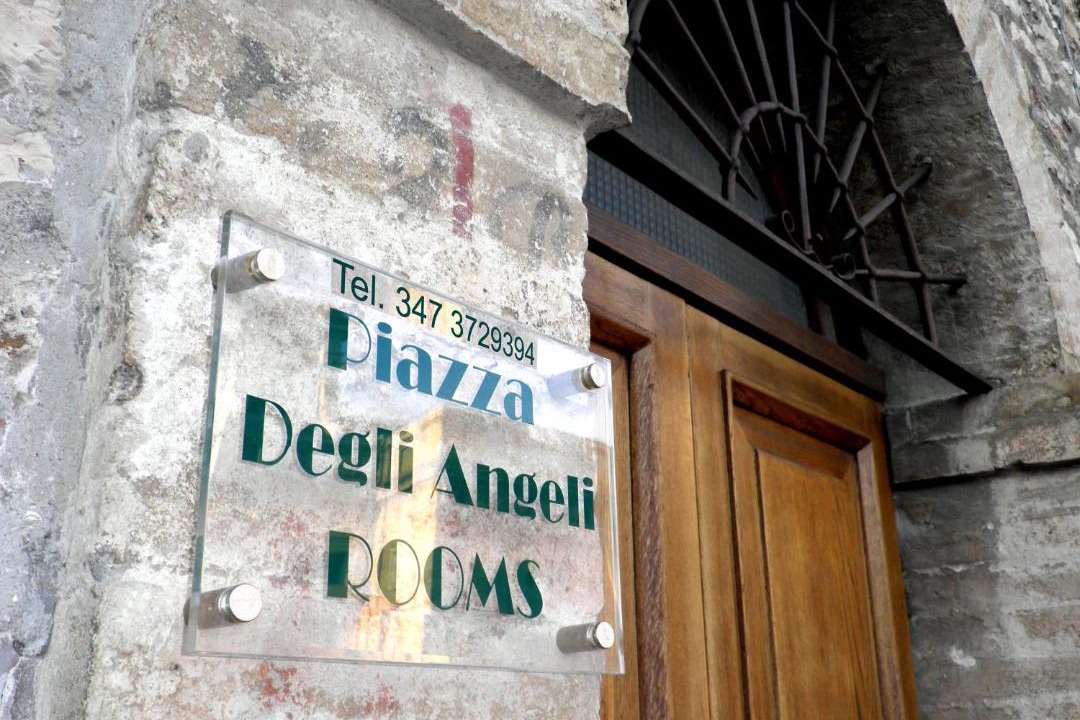 Tel. 347 3729394
Piazza
Degli Angeli
ROOMS